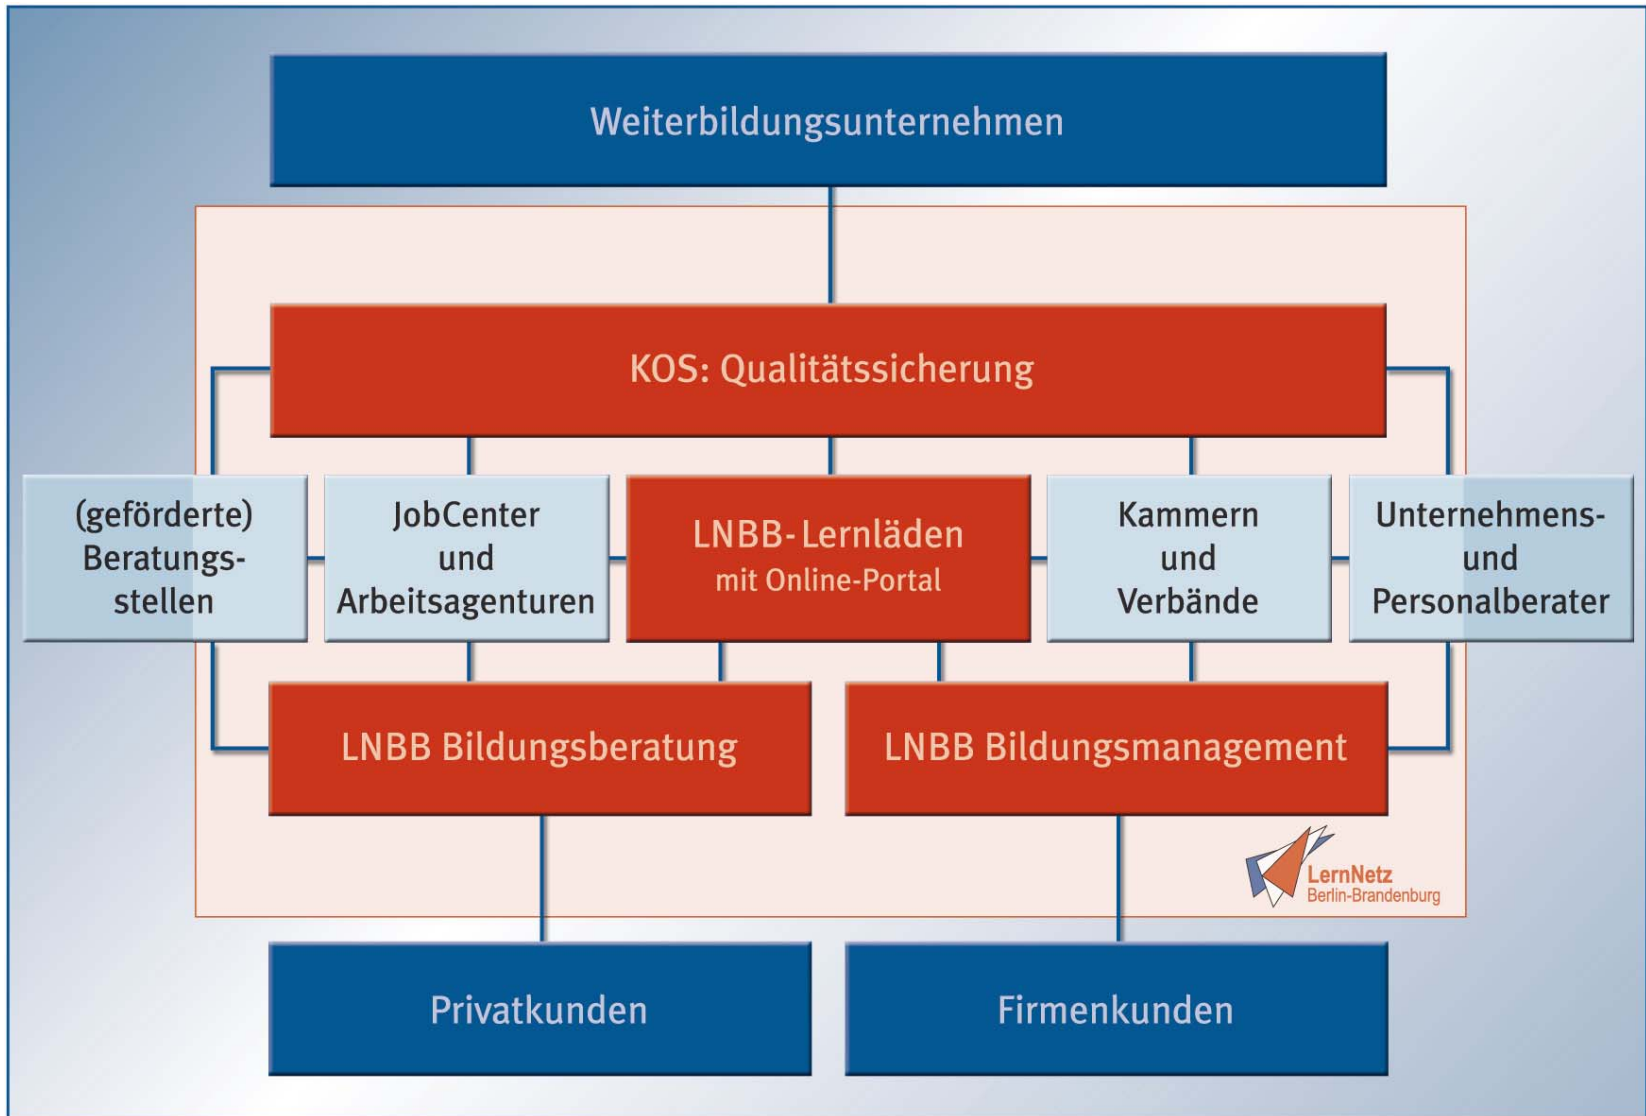 Weiterbildungsunternehmen
KOS: Qualitätssicherung
(geförderte)
Beratungs-
stellen
JobCenter
und
Arbeitsagenturen
LNBB-Lernläden
mit Online-Portal
Kammern
und
Verbände
Unternehmens-
und
Personalberater
LNBB Bildungsberatung
LNBB Bildungsmanagement
LernNetz
Berlin-Brandenburg
Privatkunden
Firmenkunden